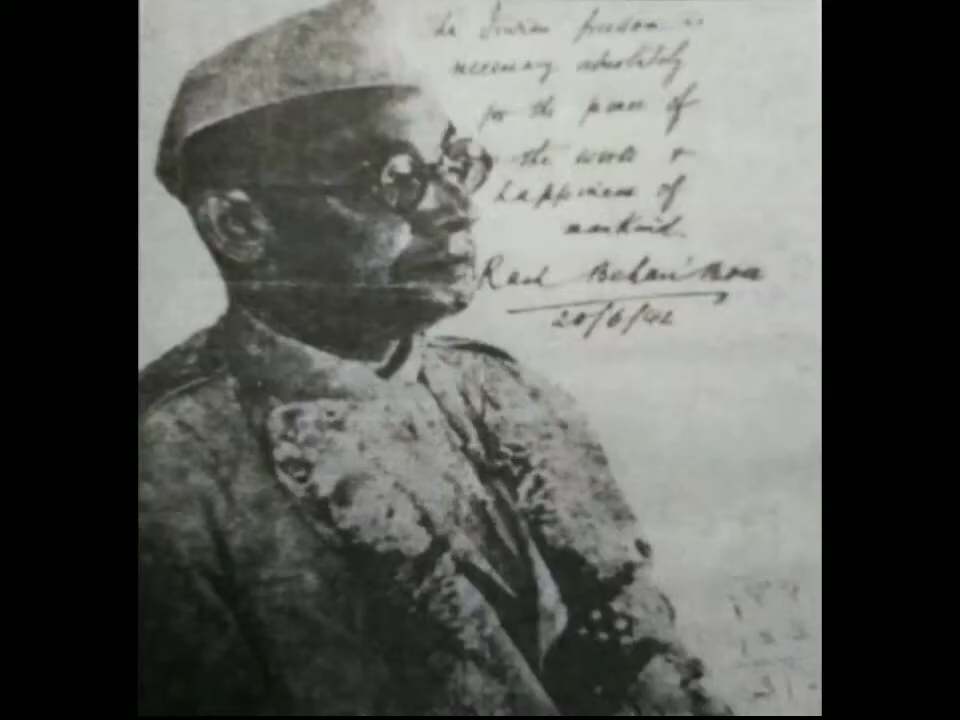 The Indian freedom is
necessary absolutely
for the peace of
the world &
happiness of
mankind.
Rash Behari Bose
20/6/42